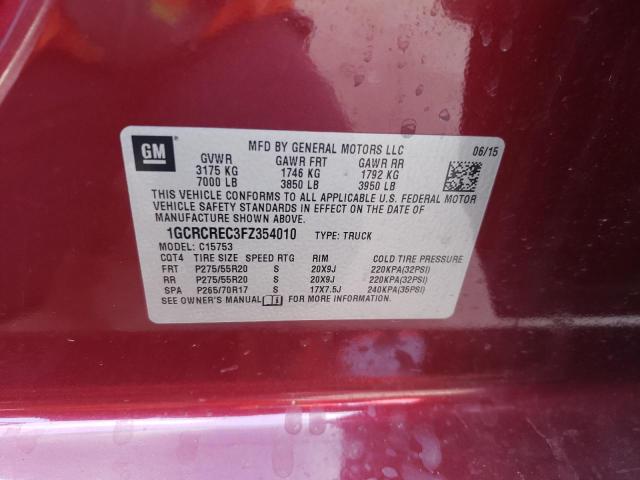 GM MFD BY GENERAL MOTORS LLC 06/15
GVWR GAWR FRT GAWR RR
3175 KG 1746 KG 1792 KG
7000 LB 3850 LB 3950 LB
THIS VEHICLE CONFORMS TO ALL APPLICABLE U.S. FEDERAL MOTOR
VEHICLE SAFETY STANDARDS IN EFFECT ON THE DATE OF
MANUFACTURE SHOWN ABOVE.
1GCRCREC3FZ354010 TYPE: TRUCK
MODEL: C15753
CQT4 TIRE SIZE SPEED RTG RIM COLD TIRE PRESSURE
FRT P275/55R20 S 20X9J 220KPA(32PSI)
RR P275/55R20 S 20X9J 220KPA(32PSI)
SPA P265/70R17 S 17X7.5J 240KPA(35PSI)
SEE OWNER'S MANUAL FOR MORE INFORMATION.